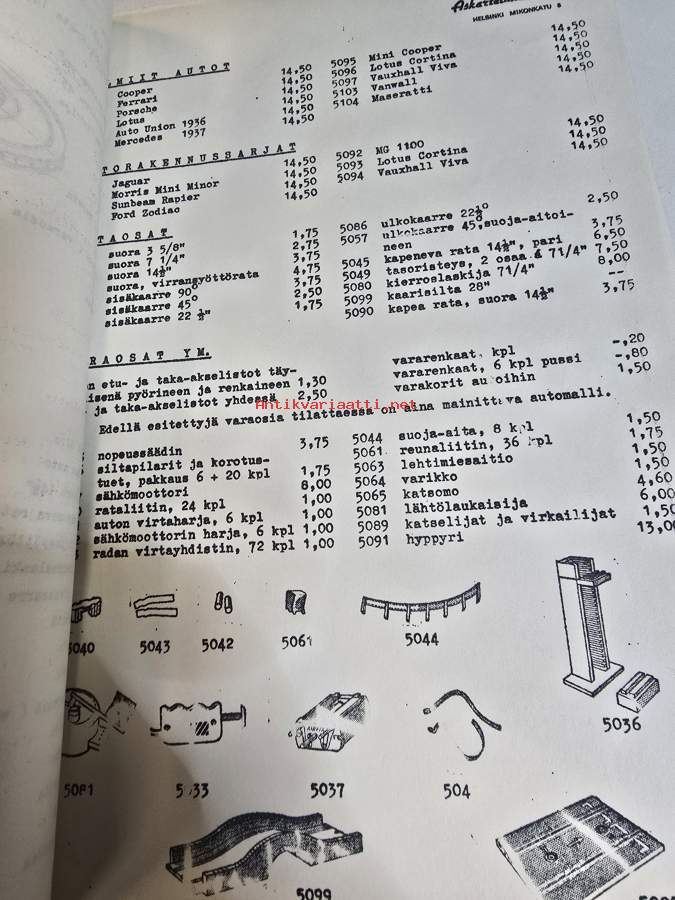 Askartelu
HELSINKI MIKONKATU 8
MIIT AUTOT
Cooper 14,50 5095 Mini Cooper 14,50
Ferrari 14,50 5096 Lotus Cortina 14,50
Porsche 14,50 5097 Vauxhall Viva 14,50
Lotus 14,50 5103 Vanwall 14,50
Auto Union 1936 14,50 5104 Maseratti 14,50
Mercedes 1937 14,50
TORAKENNUSSARJAT
Jaguar 14,50 5092 MG 1100 14,50
Morris Mini Minor 14,50 5093 Lotus Cortina 14,50
Sunbeam Rapier 14,50 5094 Vauxhall Viva 14,50
Ford Zodiac 14,50
TAOSAT
suora 3 5/8" 1,75 5086 ulkokaarre 22½° 2,50
suora 7 1/4" 2,75 5057 ulkokaarre 45°,suoja-aitoi-
suora 14½" 3,75 neen 3,75
suora, virransyöttörata 4,75 5045 kapeneva rata 14½", pari 6,50
sisäkaarre 90° 3,75 5049 tasoristeys, 2 osaa á 7 1/4" 7,50
sisäkaarre 45° 2,50 5080 kierroslaskija 7 1/4" 8,00
sisäkaarre 22 ½" 1,75 5099 kaarisilta 28" --
5090 kapea rata, suora 14½" 3,75
RAOSAT YM.
on etu- ja taka-akselistot täy- vararenkaat, kpl -,20
isenä pyörineen ja renkaineen 1,30 vararenkaat, 6 kpl pussi -,80
ja taka-akselistot yhdessä 2,50 varakorit autoihin 1,50
Antikvariaatti.net
Edellä esitettyjä varaosia tilattaessa on aina mainittava automalli.
nopeussäädin 3,75 5044 suoja-aita, 8 kpl 1,50
siltapilarit ja korotus- 5061 reunaliitin, 36 kpl 1,75
tuet, pakkaus 6 + 20 kpl 1,75 5063 lehtimiesaitio 1,50
sähkömoottori 8,00 5064 varikko 1,50
rataliitin, 24 kpl 1,00 5065 katsomo 4,60
auton virtaharja, 6 kpl 1,00 5081 lähtölaukaisija 6,00
sähkömoottorin harja, 6 kpl 1,00 5089 katselijat ja virkailijat 1,50
radan virtayhdistin, 72 kpl 1,00 5091 hyppyri 13,00
5040 5043 5042 5061 5044
5036
5081 5033 5037 504
5099